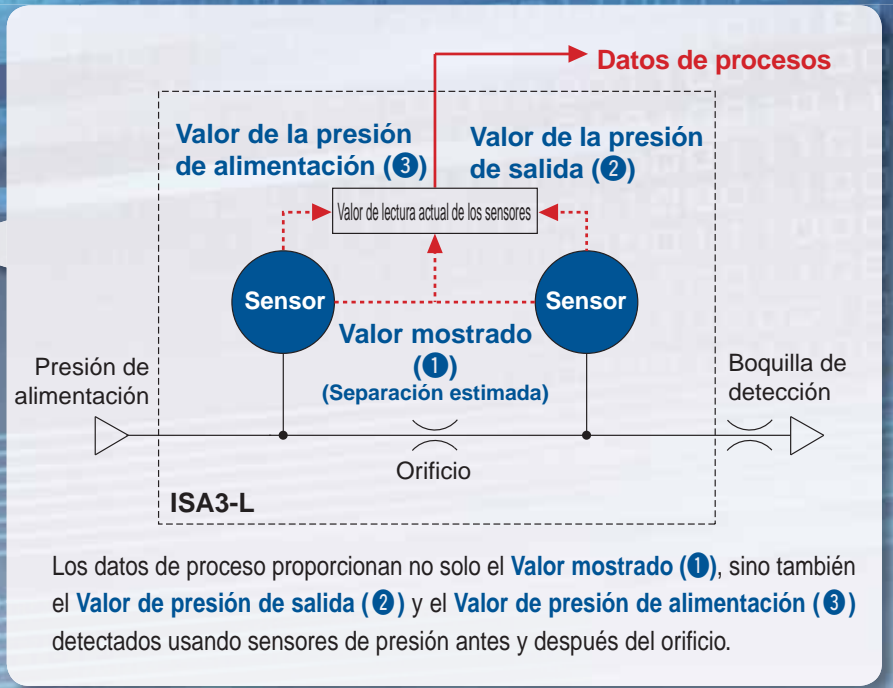 Datos de procesos
Valor de la presión
de alimentación (❸)
Valor de la presión
de salida (❷)
Valor de lectura actual de los sensores
Sensor
Sensor
Valor mostrado
(❶)
(Separación estimada)
Presión de
alimentación
Boquilla de
detección
Orificio
ISA3-L
Los datos de proceso proporcionan no solo el Valor mostrado (❶), sino también
el Valor de presión de salida (❷) y el Valor de presión de alimentación (❸)
detectados usando sensores de presión antes y después del orificio.